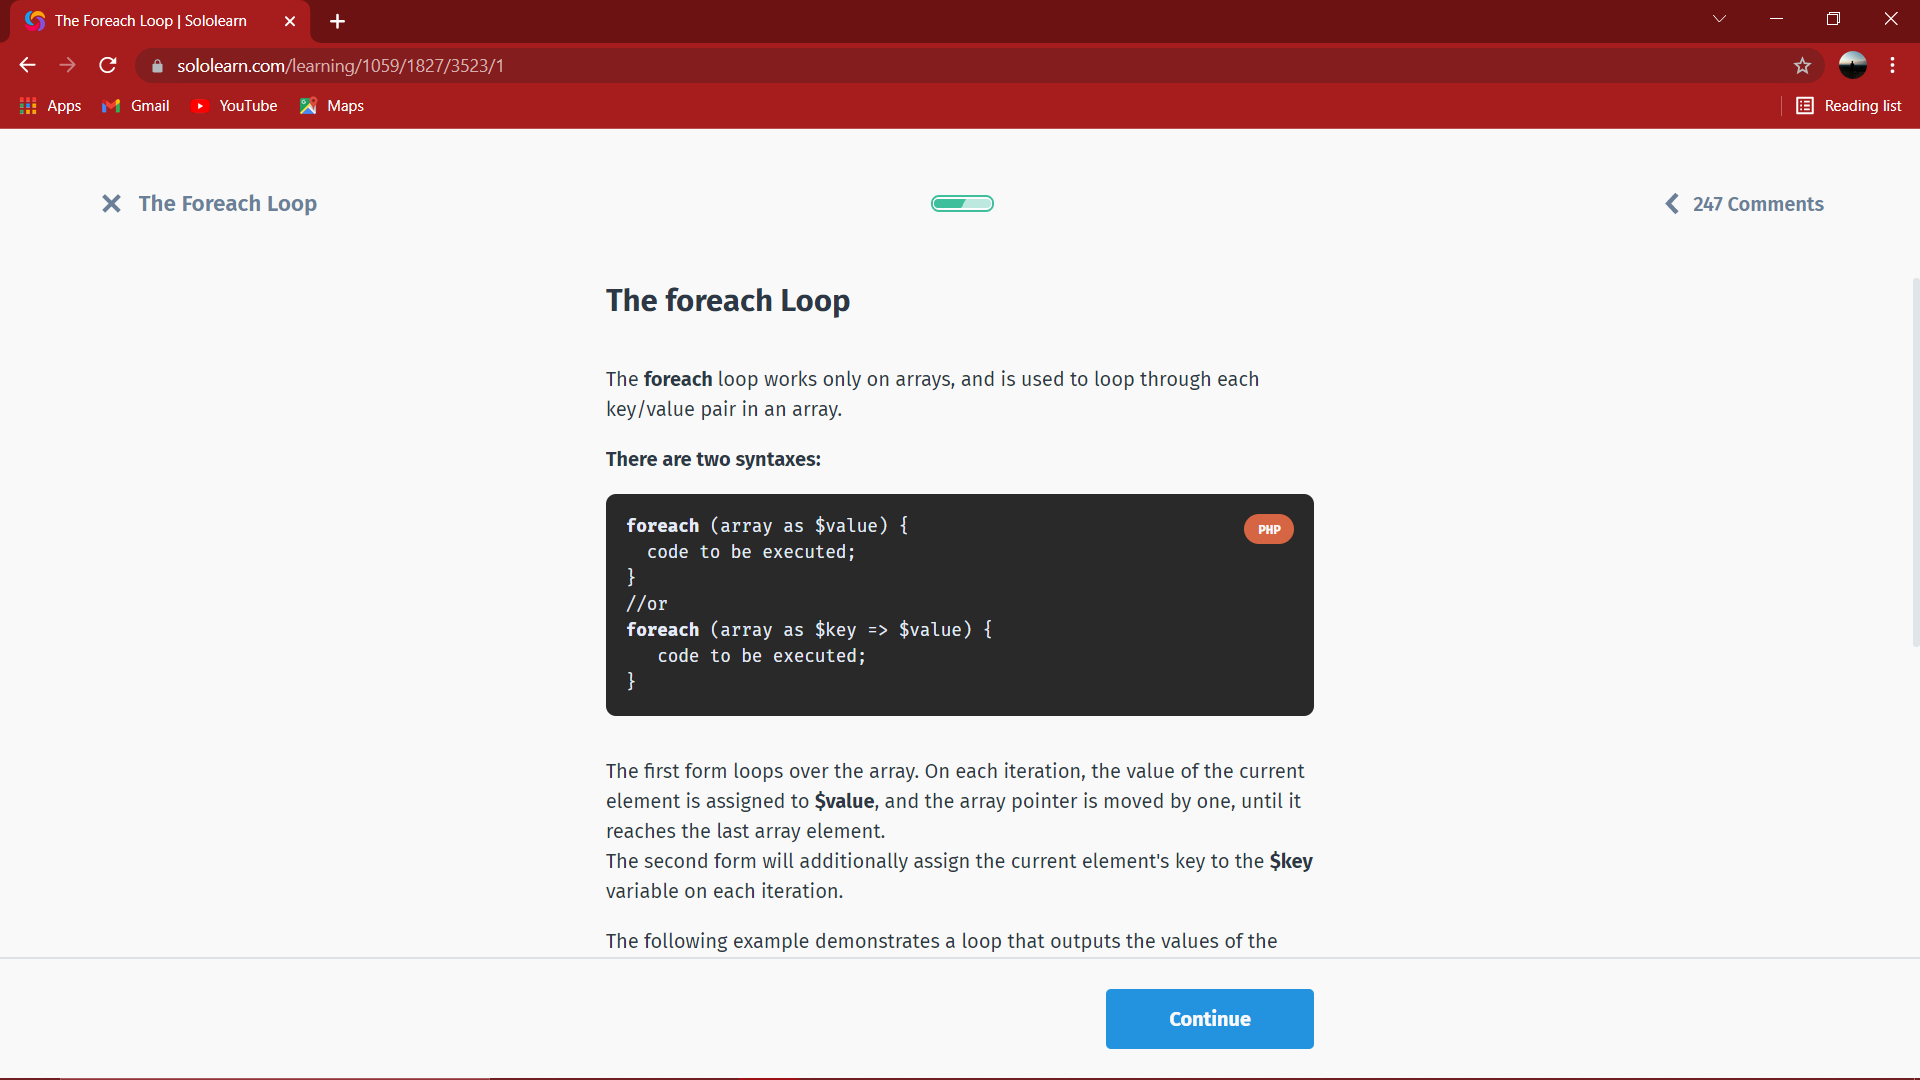 The Foreach Loop | Sololearn
sololearn.com/learning/1059/1827/3523/1
Apps Gmail YouTube Maps Reading list
The Foreach Loop
247 Comments
The foreach Loop
The foreach loop works only on arrays, and is used to loop through each
key/value pair in an array.
There are two syntaxes:
PHP
foreach (array as $value) {
  code to be executed;
}
//or
foreach (array as $key => $value) {
   code to be executed;
}
The first form loops over the array. On each iteration, the value of the current
element is assigned to $value, and the array pointer is moved by one, until it
reaches the last array element.
The second form will additionally assign the current element's key to the $key
variable on each iteration.
The following example demonstrates a loop that outputs the values of the
Continue